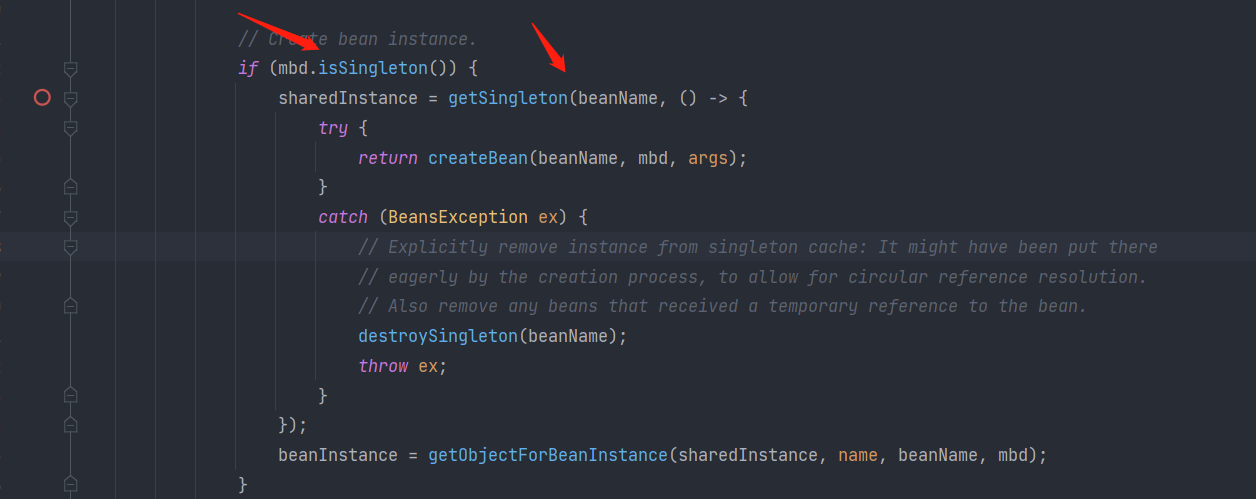 // Create bean instance.
if (mbd.isSingleton()) {
sharedInstance = getSingleton(beanName, () -> {
try {
return createBean(beanName, mbd, args);
}
catch (BeansException ex) {
// Explicitly remove instance from singleton cache: It might have been put there
// eagerly by the creation process, to allow for circular reference resolution.
// Also remove any beans that received a temporary reference to the bean.
destroySingleton(beanName);
throw ex;
}
});
beanInstance = getObjectForBeanInstance(sharedInstance, name, beanName, mbd);
}